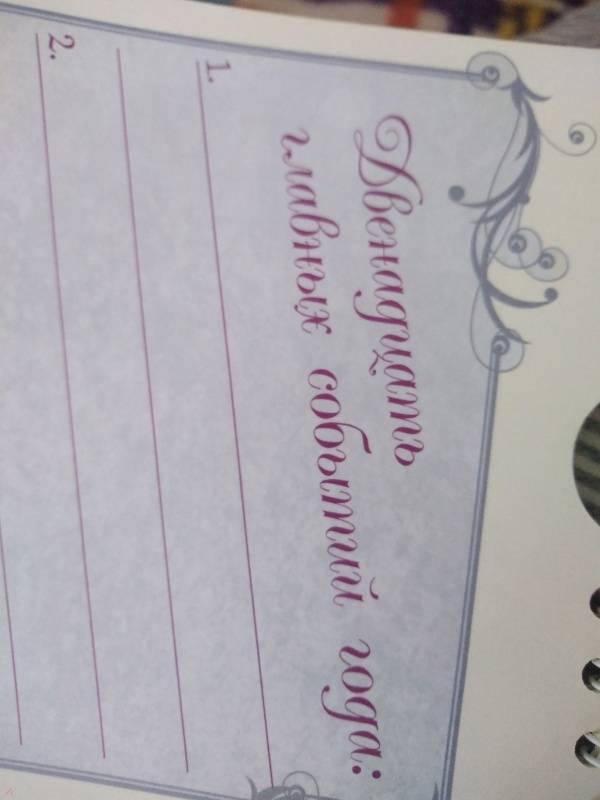 Двенадцать
главных событий года:
1.
2.